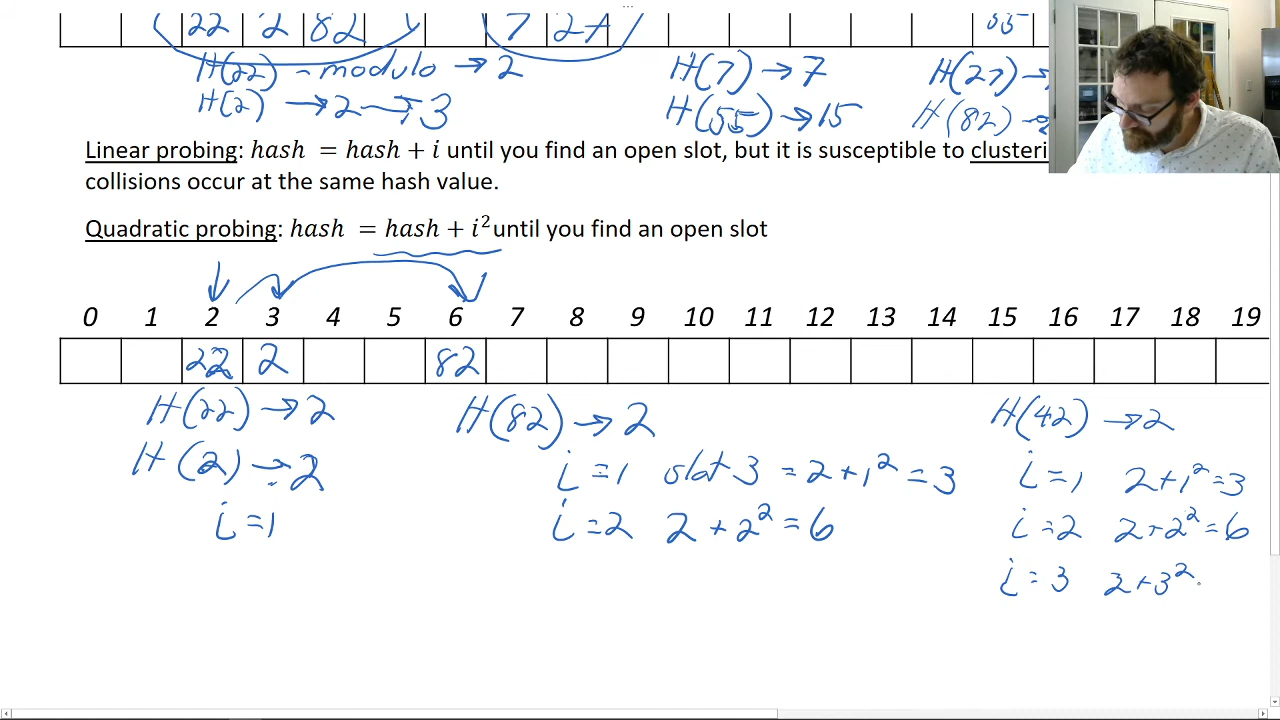 22 2 82 7 27 55
H(22) - modulo → 2 H(7) → 7 H(27) →
H(2) → 2 → 3 H(55) → 15 H(82) →
Linear probing: hash = hash + i until you find an open slot, but it is susceptible to clusteri
collisions occur at the same hash value.
Quadratic probing: hash = hash + i² until you find an open slot
0 1 2 3 4 5 6 7 8 9 10 11 12 13 14 15 16 17 18 19
22 2 82
H(22) → 2 H(82) → 2 H(42) → 2
H(2) → 2 i = 1 slot 3 = 2 + 1² = 3 i = 1 2 + 1² = 3
i = 1 i = 2 2 + 2² = 6 i = 2 2 + 2² = 6
i = 3 2 + 3²